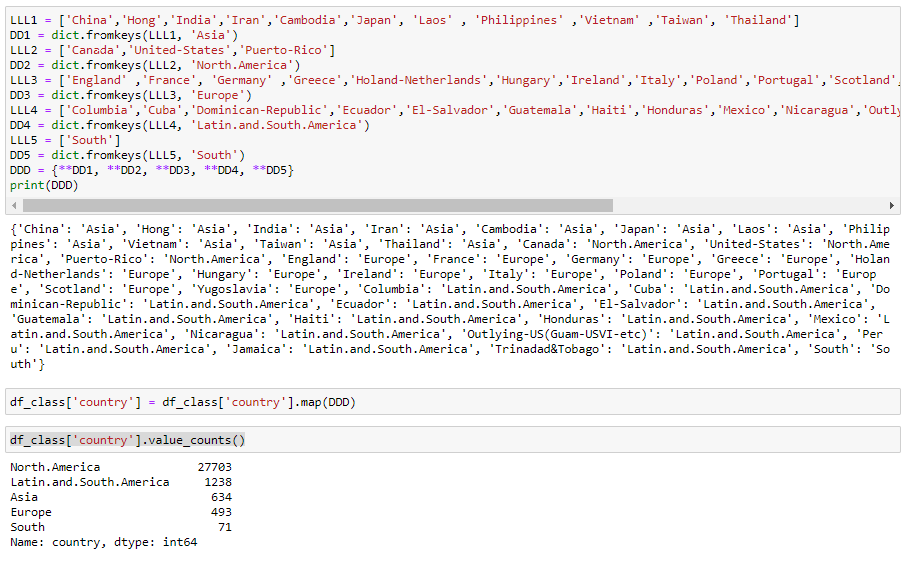 LLL1 = ['China','Hong','India','Iran','Cambodia','Japan', 'Laos' , 'Philippines' ,'Vietnam' ,'Taiwan', 'Thailand']
DD1 = dict.fromkeys(LLL1, 'Asia')
LLL2 = ['Canada','United-States','Puerto-Rico']
DD2 = dict.fromkeys(LLL2, 'North.America')
LLL3 = ['England' ,'France', 'Germany' ,'Greece','Holand-Netherlands','Hungary','Ireland','Italy','Poland','Portugal','Scotland',
DD3 = dict.fromkeys(LLL3, 'Europe')
LLL4 = ['Columbia','Cuba','Dominican-Republic','Ecuador','El-Salvador','Guatemala','Haiti','Honduras','Mexico','Nicaragua','Outly
DD4 = dict.fromkeys(LLL4, 'Latin.and.South.America')
LLL5 = ['South']
DD5 = dict.fromkeys(LLL5, 'South')
DDD = {**DD1, **DD2, **DD3, **DD4, **DD5}
print(DDD)
{'China': 'Asia', 'Hong': 'Asia', 'India': 'Asia', 'Iran': 'Asia', 'Cambodia': 'Asia', 'Japan': 'Asia', 'Laos': 'Asia', 'Philip
pines': 'Asia', 'Vietnam': 'Asia', 'Taiwan': 'Asia', 'Thailand': 'Asia', 'Canada': 'North.America', 'United-States': 'North.Ame
rica', 'Puerto-Rico': 'North.America', 'England': 'Europe', 'France': 'Europe', 'Germany': 'Europe', 'Greece': 'Europe', 'Holan
d-Netherlands': 'Europe', 'Hungary': 'Europe', 'Ireland': 'Europe', 'Italy': 'Europe', 'Poland': 'Europe', 'Portugal': 'Europ
e', 'Scotland': 'Europe', 'Yugoslavia': 'Europe', 'Columbia': 'Latin.and.South.America', 'Cuba': 'Latin.and.South.America', 'Do
minican-Republic': 'Latin.and.South.America', 'Ecuador': 'Latin.and.South.America', 'El-Salvador': 'Latin.and.South.America',
'Guatemala': 'Latin.and.South.America', 'Haiti': 'Latin.and.South.America', 'Honduras': 'Latin.and.South.America', 'Mexico': 'L
atin.and.South.America', 'Nicaragua': 'Latin.and.South.America', 'Outlying-US(Guam-USVI-etc)': 'Latin.and.South.America', 'Per
u': 'Latin.and.South.America', 'Jamaica': 'Latin.and.South.America', 'Trinadad&Tobago': 'Latin.and.South.America', 'South': 'So
uth'}
df_class['country'] = df_class['country'].map(DDD)
df_class['country'].value_counts()
North.America 27703
Latin.and.South.America 1238
Asia 634
Europe 493
South 71
Name: country, dtype: int64